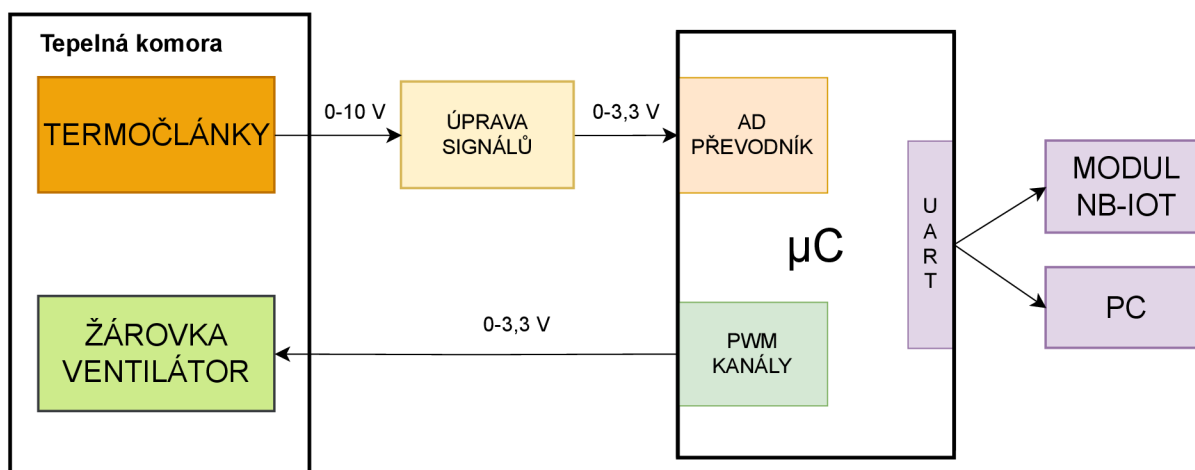 Tepelná komora
TERMOČLÁNKY
0-10 V
ÚPRAVA
SIGNÁLŮ
0-3,3 V
AD
PŘEVODNÍK
µC
UART
MODUL
NB-IOT
PC
ŽÁROVKA
VENTILÁTOR
0-3,3 V
PWM
KANÁLY